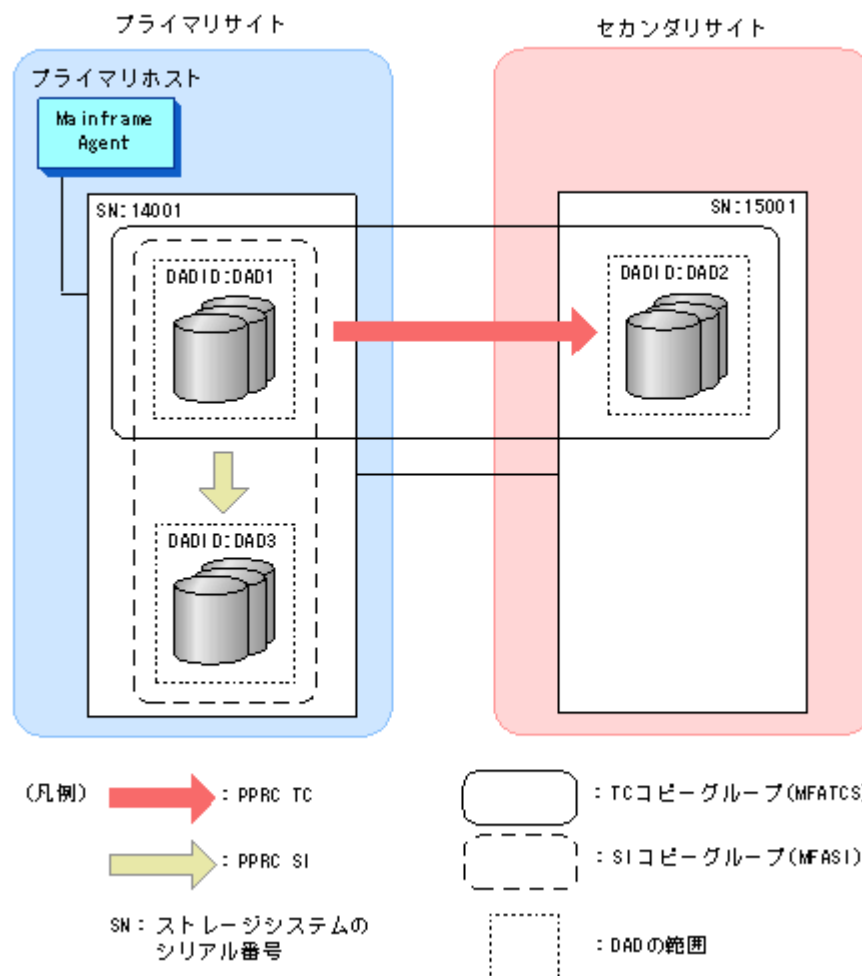 プライマリサイト
セカンダリサイト
プライマリホスト
Mainframe
Agent
SN:14001
SN:15001
DADID:DAD1
DADID:DAD2
DADID:DAD3
(凡例)
: PPRC TC
: TCコピーグループ(MFATCS)
: PPRC SI
: SIコピーグループ(MFASI)
SN: ストレージシステムの
シリアル番号
: DADの範囲